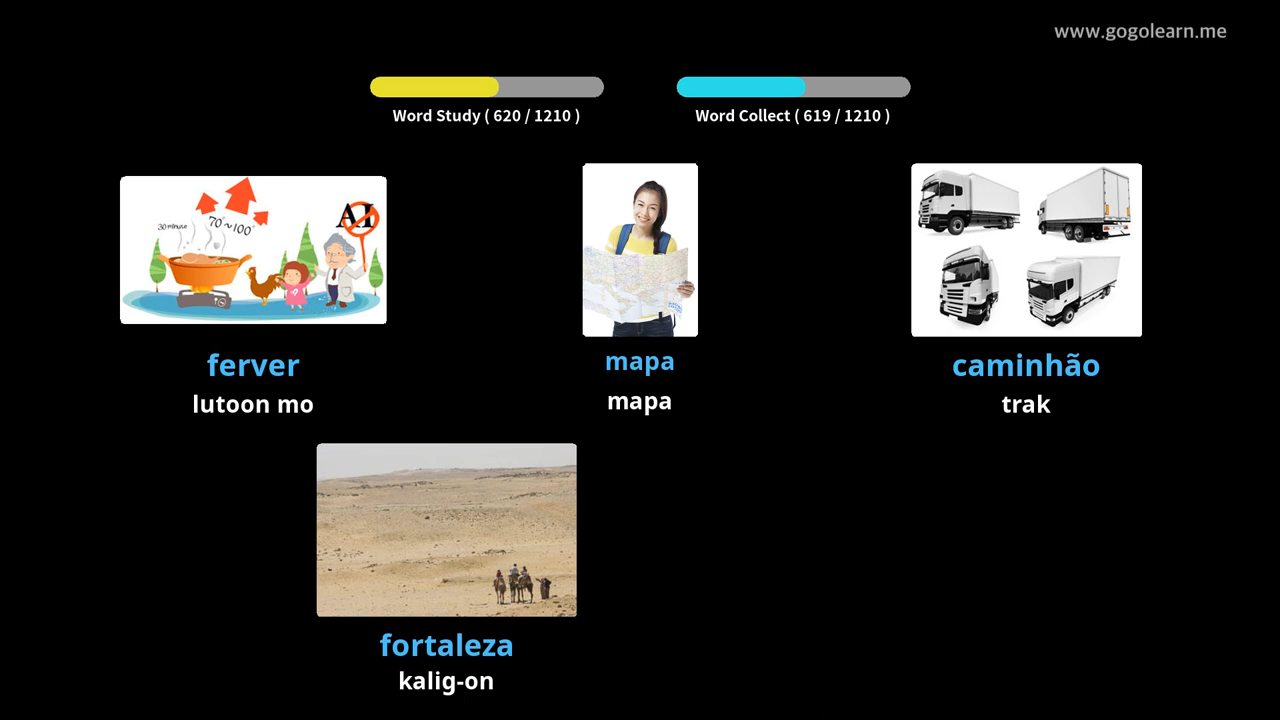 www.gogolearn.me
Word Study ( 620 / 1210 )
Word Collect ( 619 / 1210 )
30 minute
70°~100°
AI
ferver
lutoon mo
mapa
mapa
caminhão
trak
fortaleza
kalig-on